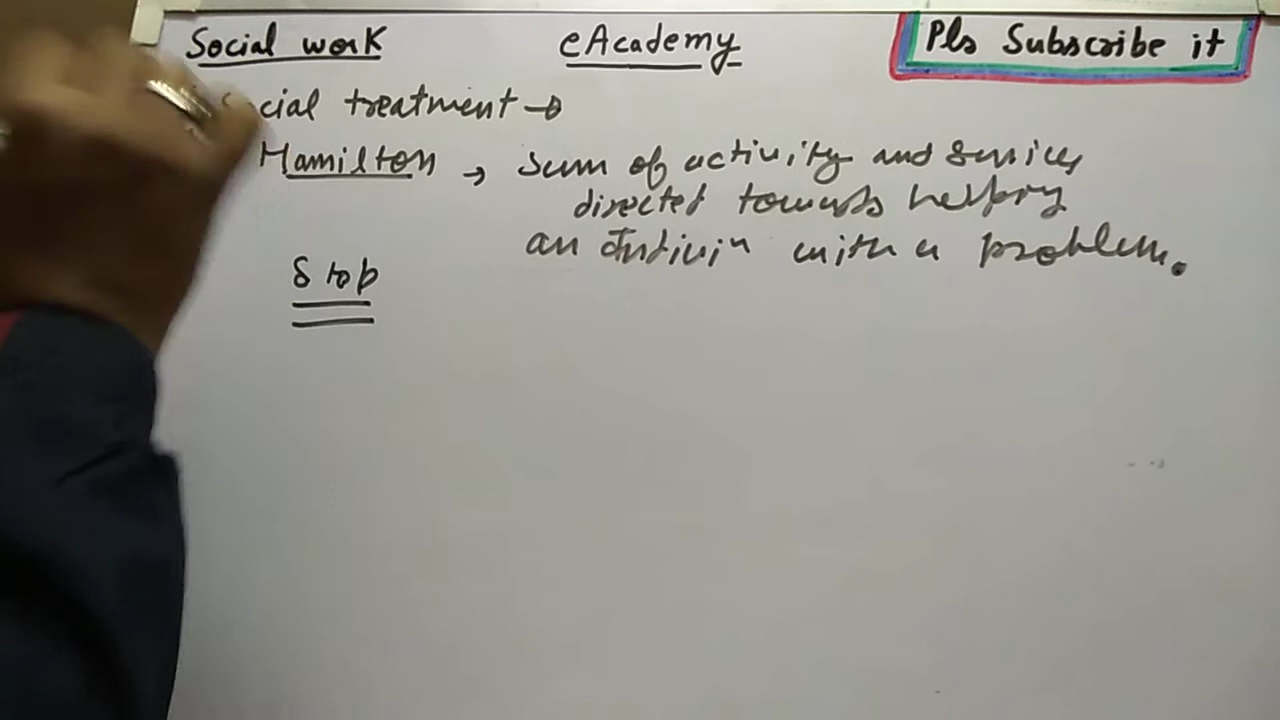 Social work eAcademy Pls Subscribe it
cial treatment →
Hamilton → Sum of activity and Services
directed towards helping
an with a problem.
Stop